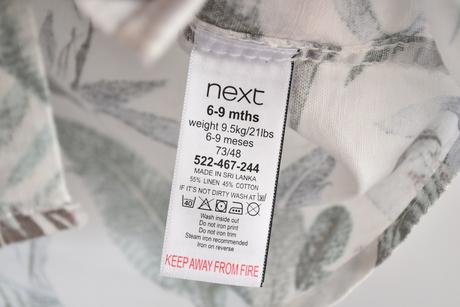 next
6-9 mths
weight 9.5kg/21lbs
6-9 meses
73/48
522-467-244
MADE IN SRI LANKA
55% LINEN 45% COTTON
IF IT'S NOT DIRTY WASH AT 30
40
Wash inside out
Do not iron print
Do not iron trim
Steam iron recommended
Iron on reverse
KEEP AWAY FROM FIRE